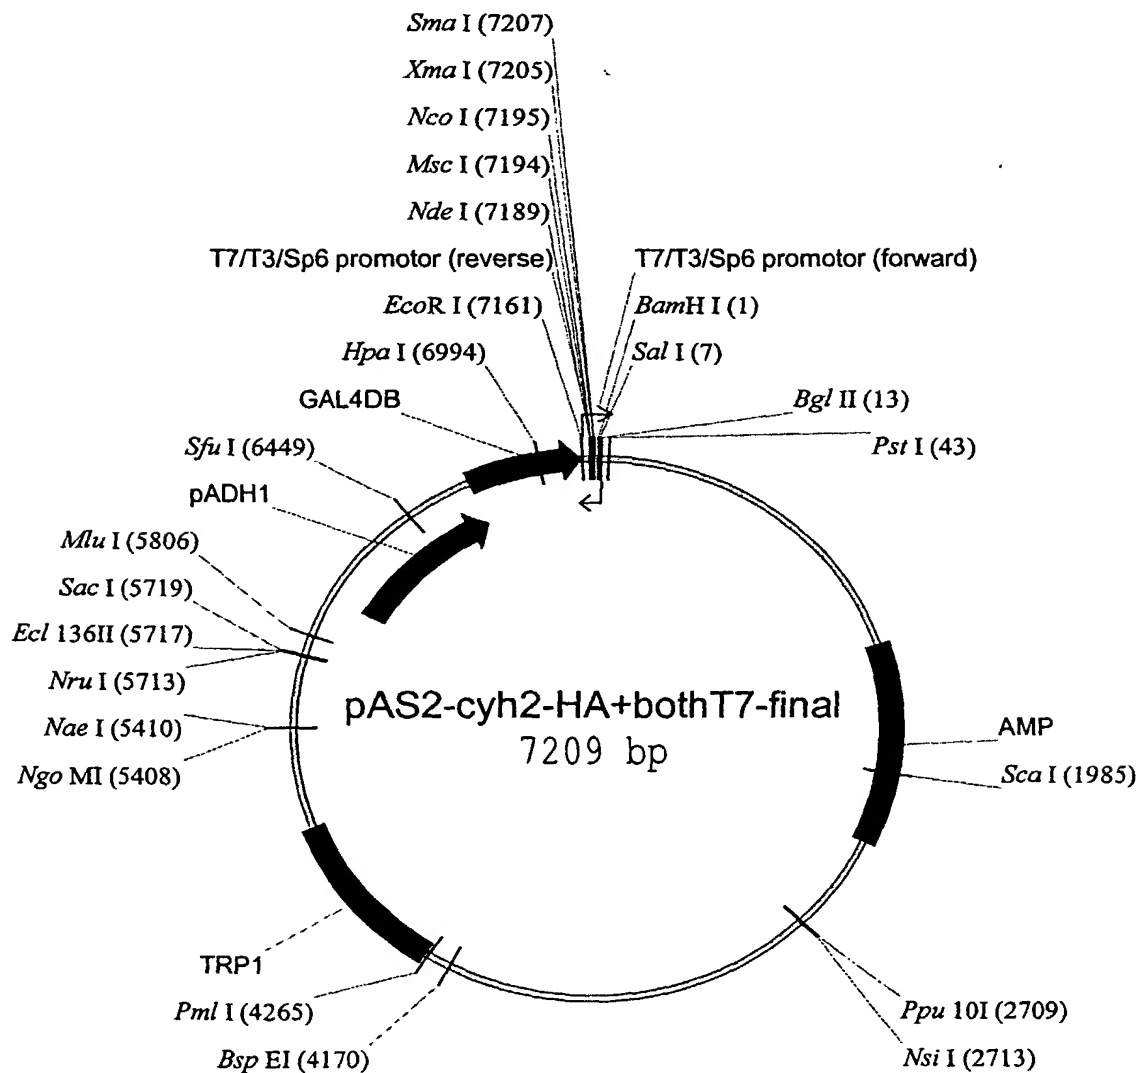 Sma I (7207)
Xma I (7205)
Nco I (7195)
Msc I (7194)
Nde I (7189)
T7/T3/Sp6 promotor (reverse)
T7/T3/Sp6 promotor (forward)
EcoR I (7161)
BamH I (1)
Hpa I (6994)
Sal I (7)
GAL4DB
Bgl II (13)
Sfu I (6449)
Pst I (43)
pADH1
Mlu I (5806)
Sac I (5719)
Ecl 136II (5717)
Nru I (5713)
pAS2-cyh2-HA+bothT7-final
7209 bp
Nae I (5410)
AMP
Ngo MI (5408)
Sca I (1985)
TRP1
Pml I (4265)
Ppu 10I (2709)
Bsp EI (4170)
Nsi I (2713)